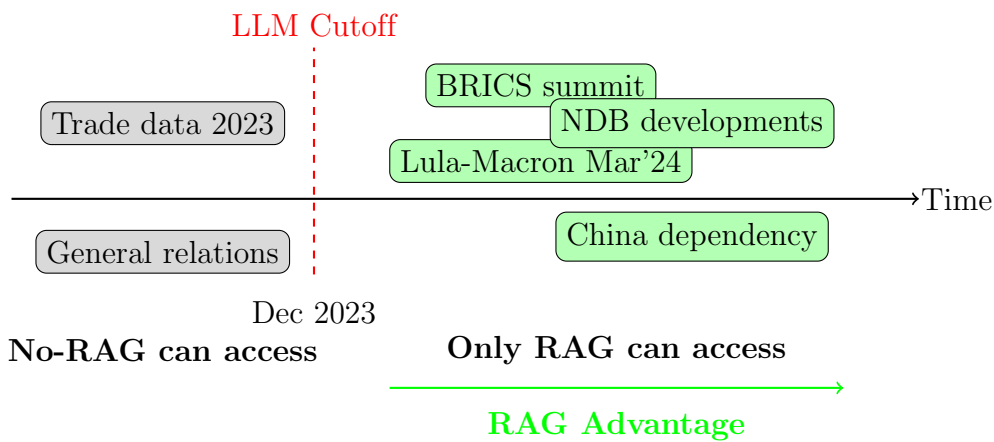 LLM Cutoff
BRICS summit
Trade data 2023
NDB developments
Lula-Macron Mar'24
Time
General relations
China dependency
Dec 2023
No-RAG can access
Only RAG can access
RAG Advantage